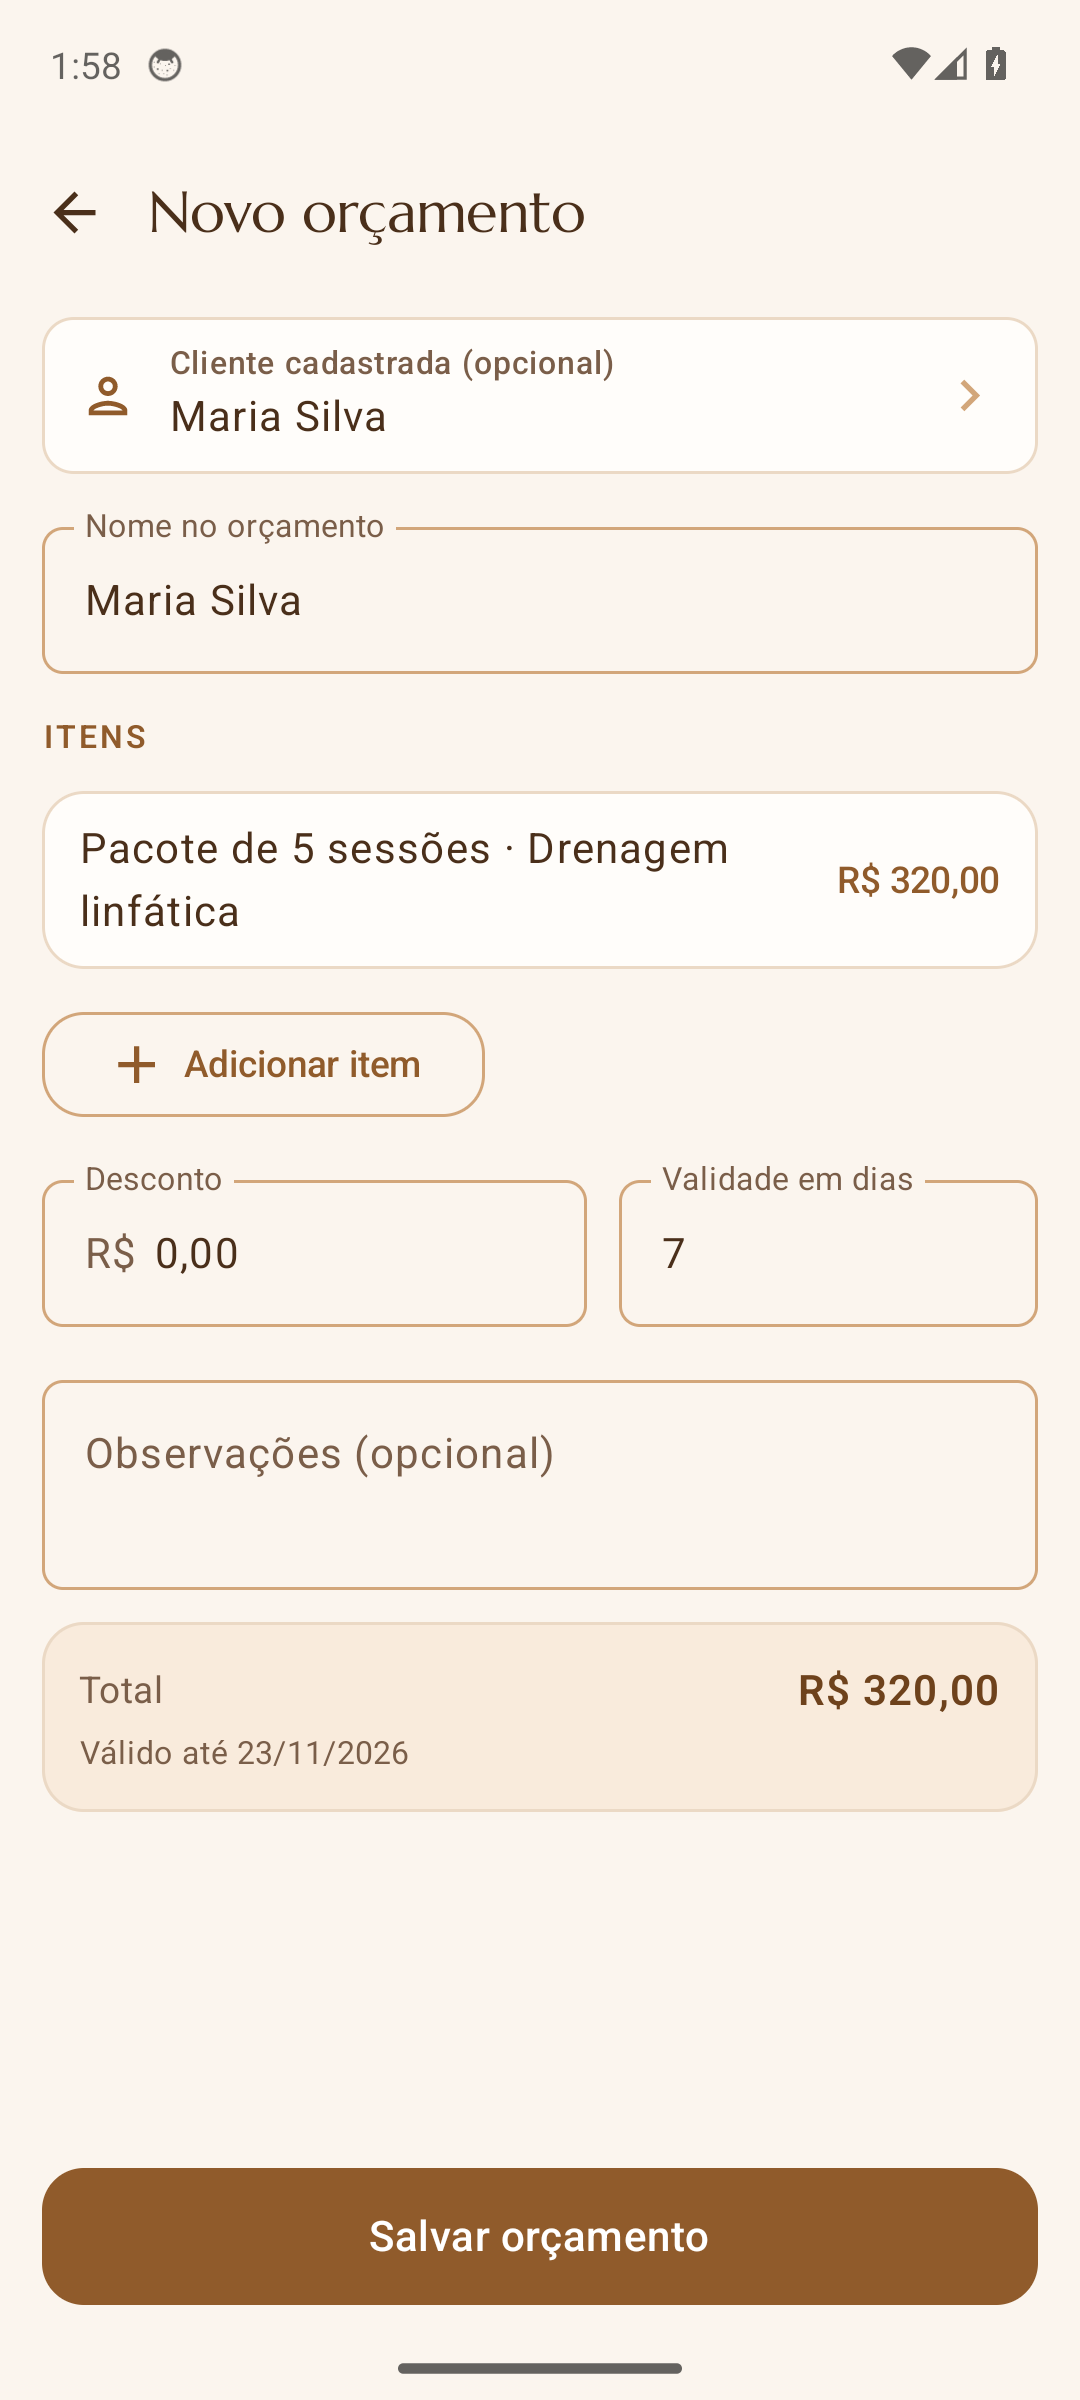 1:58
Novo orçamento
Cliente cadastrada (opcional)
Maria Silva
Nome no orçamento
Maria Silva
ITENS
Pacote de 5 sessões · Drenagem
linfática
R$ 320,00
Adicionar item
Desconto
R$ 0,00
Validade em dias
7
Observações (opcional)
Total
R$ 320,00
Válido até 23/11/2026
Salvar orçamento